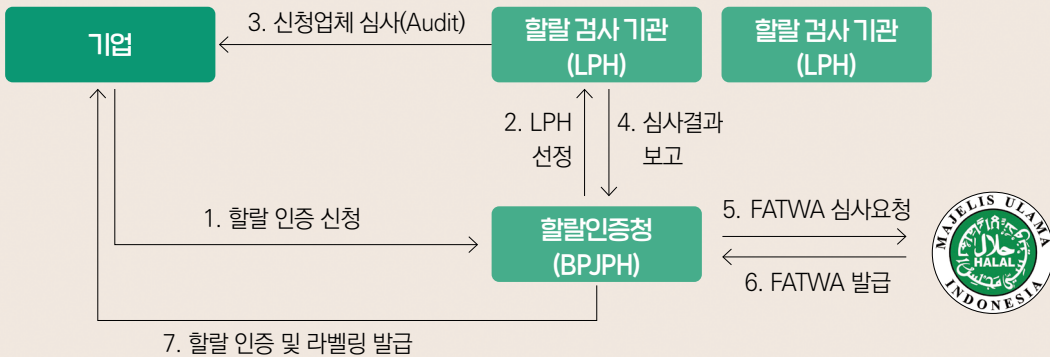 기업
3. 신청업체 심사(Audit)
할랄 검사 기관
(LPH)
할랄 검사 기관
(LPH)
2. LPH
선정
4. 심사결과
보고
1. 할랄 인증 신청
할랄인증청
(BPJPH)
5. FATWA 심사요청
6. FATWA 발급
MAJELIS ULAMA
حلال
HALAL
INDONESIA
7. 할랄 인증 및 라벨링 발급